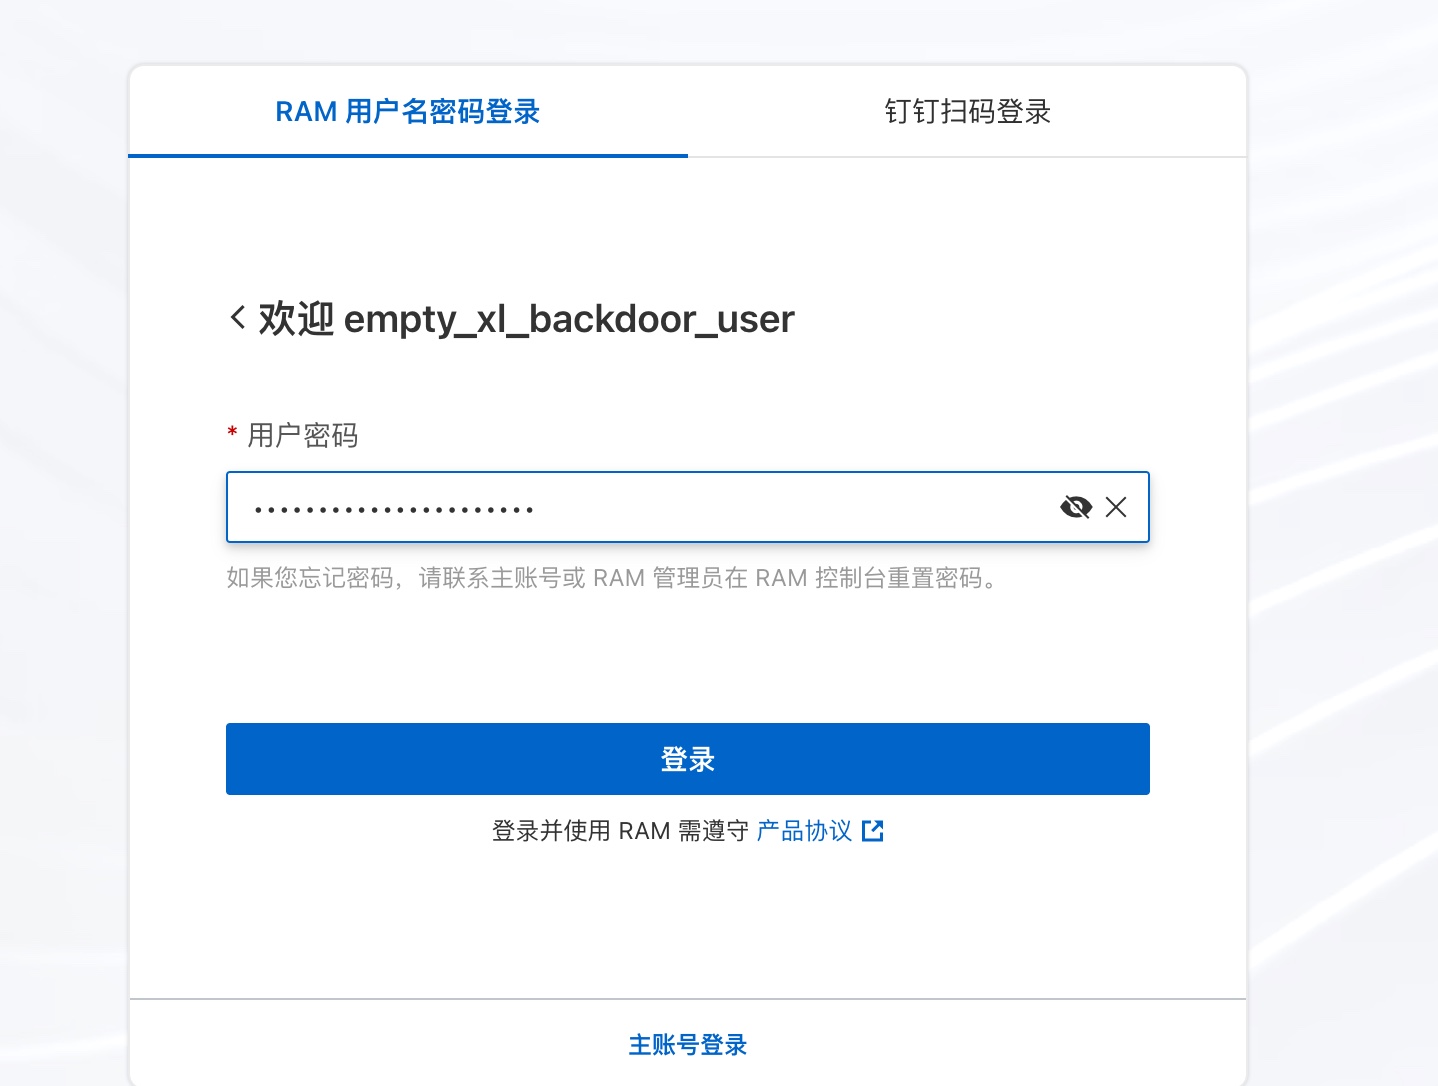 RAM 用户名密码登录
钉钉扫码登录
欢迎 empty_xl_backdoor_user
* 用户密码
••••••••••••••••••••••
如果您忘记密码，请联系主账号或 RAM 管理员在 RAM 控制台重置密码。
登录
登录并使用 RAM 需遵守 产品协议
主账号登录